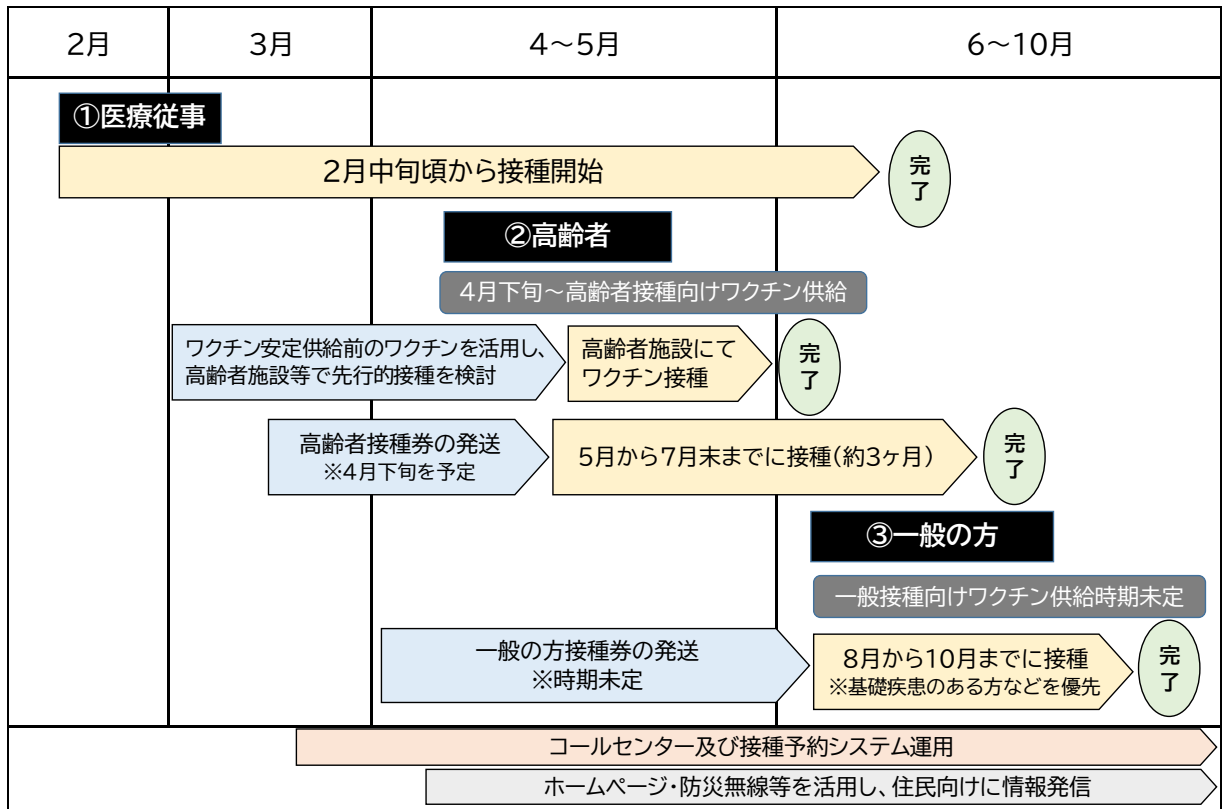 2月
3月
4～5月
6～10月
①医療従事
2月中旬頃から接種開始
完
了
②高齢者
4月下旬～高齢者接種向けワクチン供給
ワクチン安定供給前のワクチンを活用し、
高齢者施設等で先行的接種を検討
高齢者施設にて
ワクチン接種
完
了
高齢者接種券の発送
※4月下旬を予定
5月から7月末までに接種(約3ヶ月)
完
了
③一般の方
一般接種向けワクチン供給時期未定
一般の方接種券の発送
※時期未定
8月から10月までに接種
※基礎疾患のある方などを優先
完
了
コールセンター及び接種予約システム運用
ホームページ・防災無線等を活用し、住民向けに情報発信